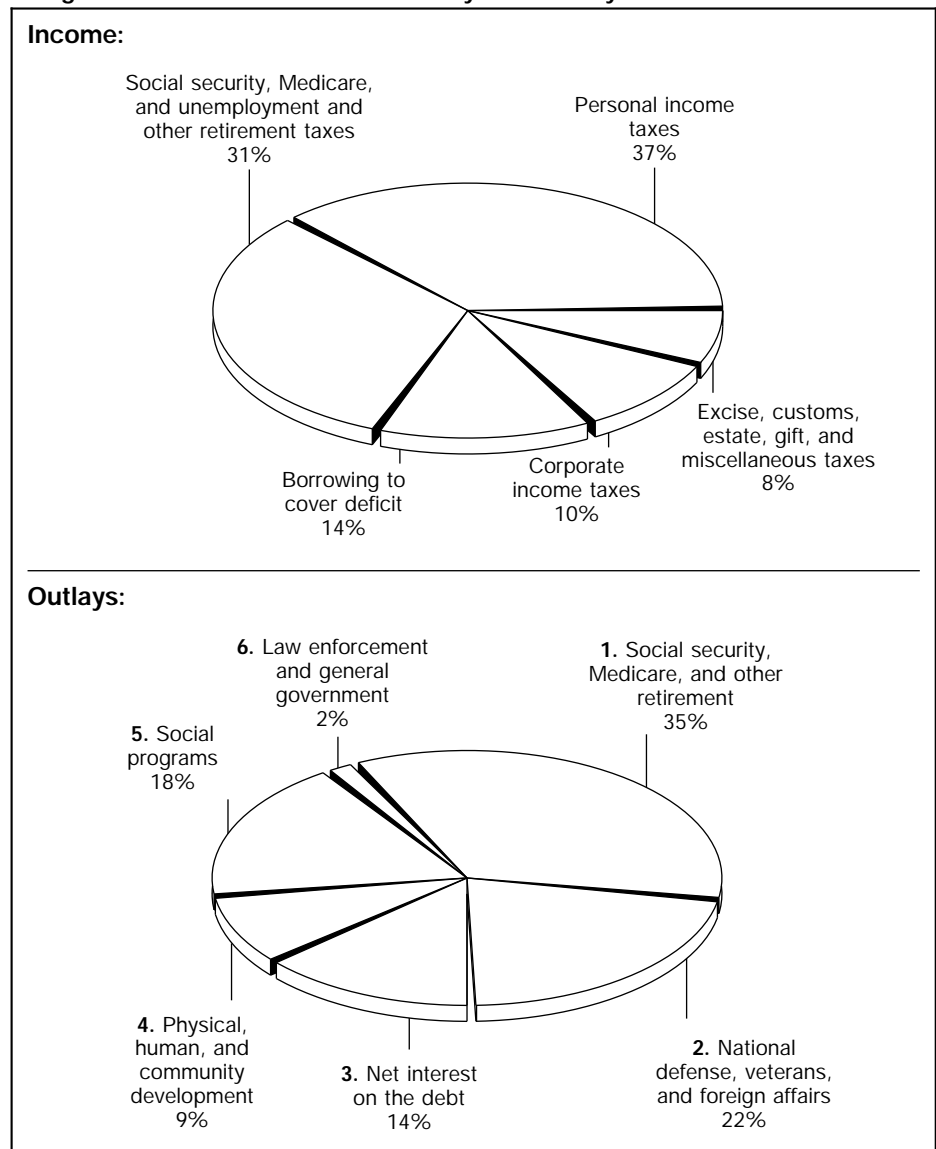 Income:
Social security, Medicare,
and unemployment and
other retirement taxes
31%
Personal income
taxes
37%
Excise, customs,
estate, gift, and
miscellaneous taxes
8%
Corporate
income taxes
10%
Borrowing to
cover deficit
14%
Outlays:
6. Law enforcement
and general
government
2%
1. Social security,
Medicare, and other
retirement
35%
5. Social
programs
18%
4. Physical,
human, and
community
development
9%
3. Net interest
on the debt
14%
2. National
defense, veterans,
and foreign affairs
22%